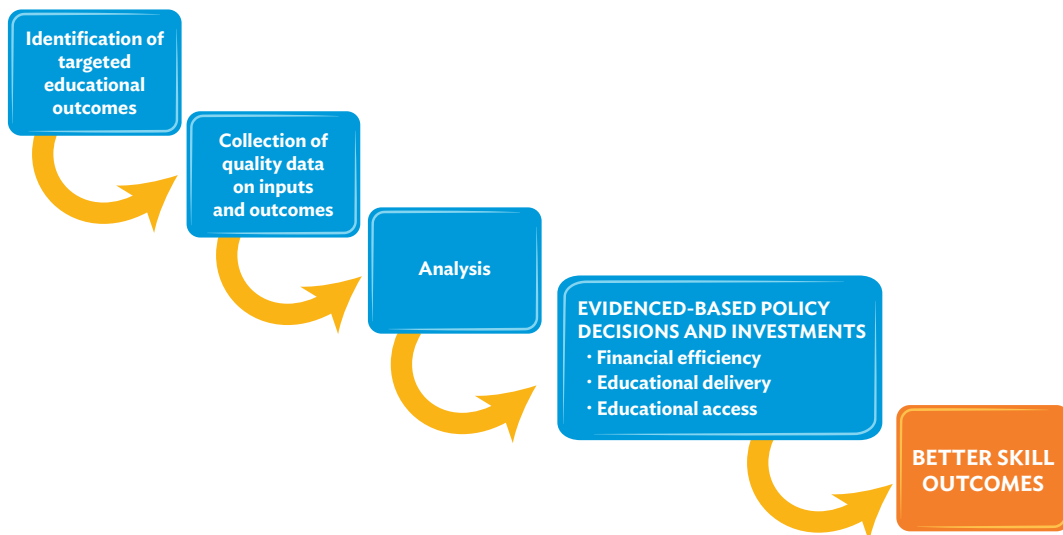 Identification of
targeted
educational
outcomes
Collection of
quality data
on inputs
and outcomes
Analysis
EVIDENCED-BASED POLICY
DECISIONS AND INVESTMENTS
· Financial efficiency
· Educational delivery
· Educational access
BETTER SKILL
OUTCOMES